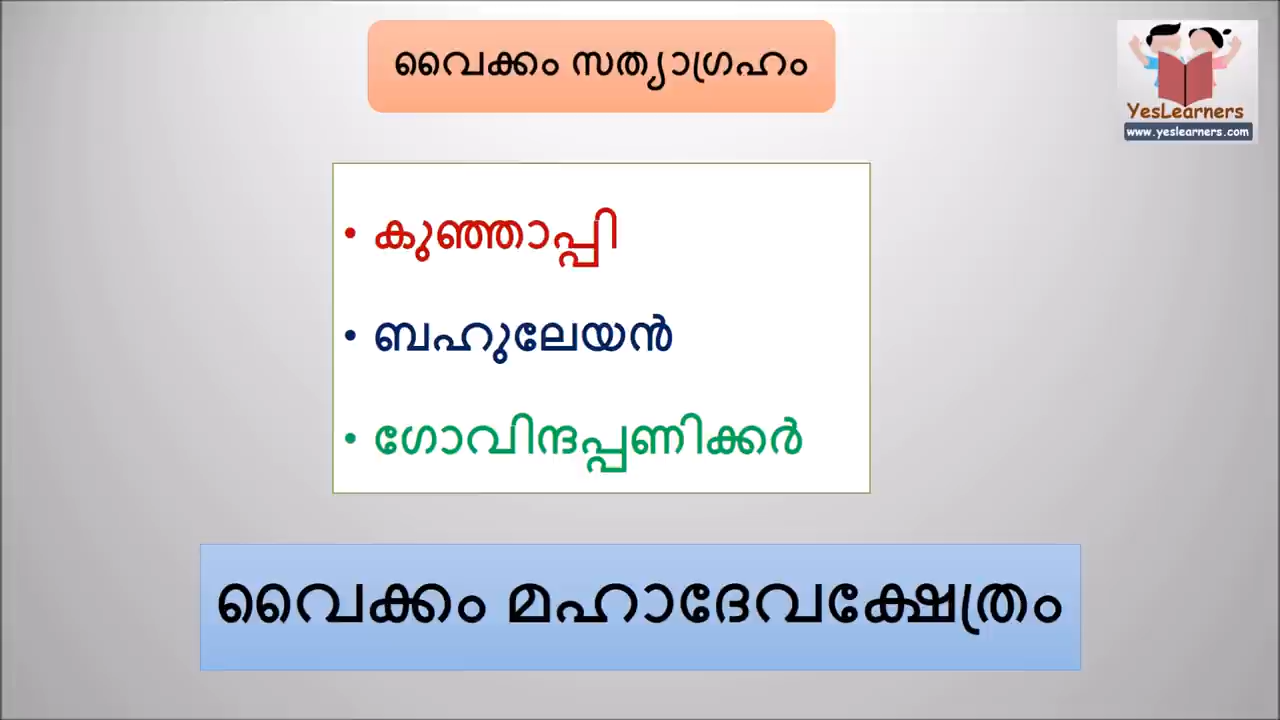 വൈക്കം സത്യാഗ്രഹം
YesLearners
www.yeslearners.com
• കുഞ്ഞാപ്പി
• ബഹുലേയൻ
• ഗോവിന്ദപ്പണിക്കർ
വൈക്കം മഹാദേവക്ഷേത്രം